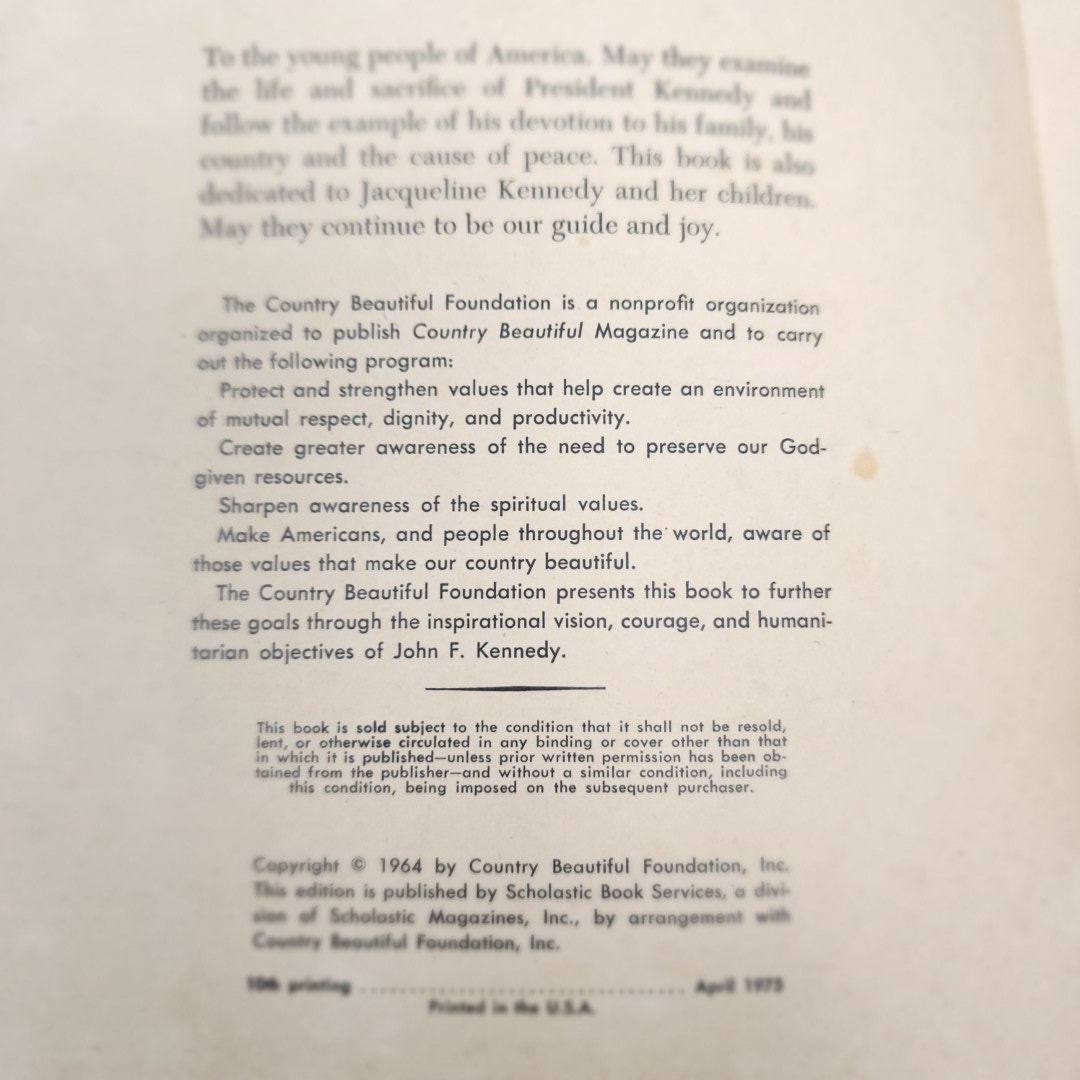 To the young people of America. May they examine
the life and sacrifice of President Kennedy and
follow the example of his devotion to his family, his
country and the cause of peace. This book is also
dedicated to Jacqueline Kennedy and her children.
May they continue to be our guide and joy.
The Country Beautiful Foundation is a nonprofit organization
organized to publish Country Beautiful Magazine and to carry
out the following program:
Protect and strengthen values that help create an environment
of mutual respect, dignity, and productivity.
Create greater awareness of the need to preserve our God-
given resources.
Sharpen awareness of the spiritual values.
Make Americans, and people throughout the world, aware of
those values that make our country beautiful.
The Country Beautiful Foundation presents this book to further
these goals through the inspirational vision, courage, and humani-
tarian objectives of John F. Kennedy.
This book is sold subject to the condition that it shall not be resold,
lent, or otherwise circulated in any binding or cover other than that
in which it is published—unless prior written permission has been ob-
tained from the publisher—and without a similar condition, including
this condition, being imposed on the subsequent purchaser.
Copyright © 1964 by Country Beautiful Foundation, Inc.
This edition is published by Scholastic Book Services, a divi-
sion of Scholastic Magazines, Inc., by arrangement with
Country Beautiful Foundation, Inc.
10th printing ................................ April 1975
Printed in the U.S.A.